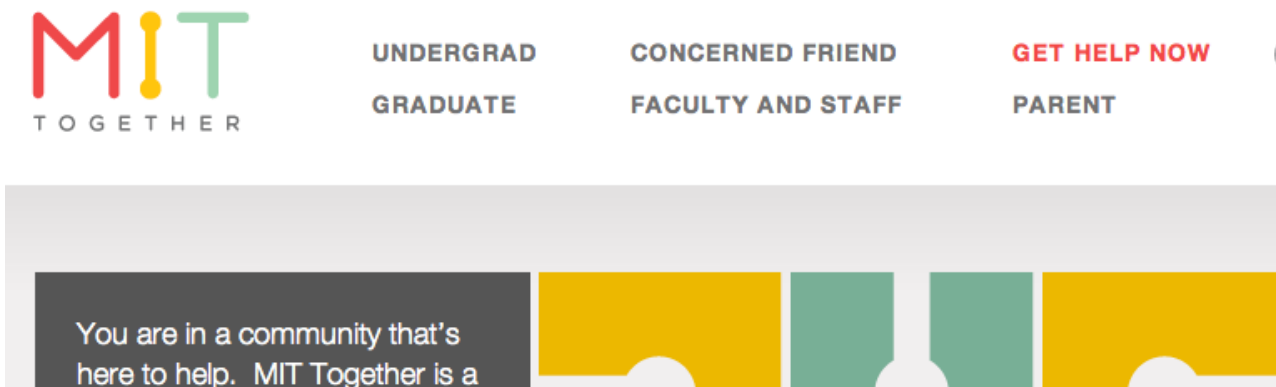 MIT
TOGETHER
UNDERGRAD
GRADUATE
CONCERNED FRIEND
FACULTY AND STAFF
GET HELP NOW
PARENT
You are in a community that's
here to help.  MIT Together is a